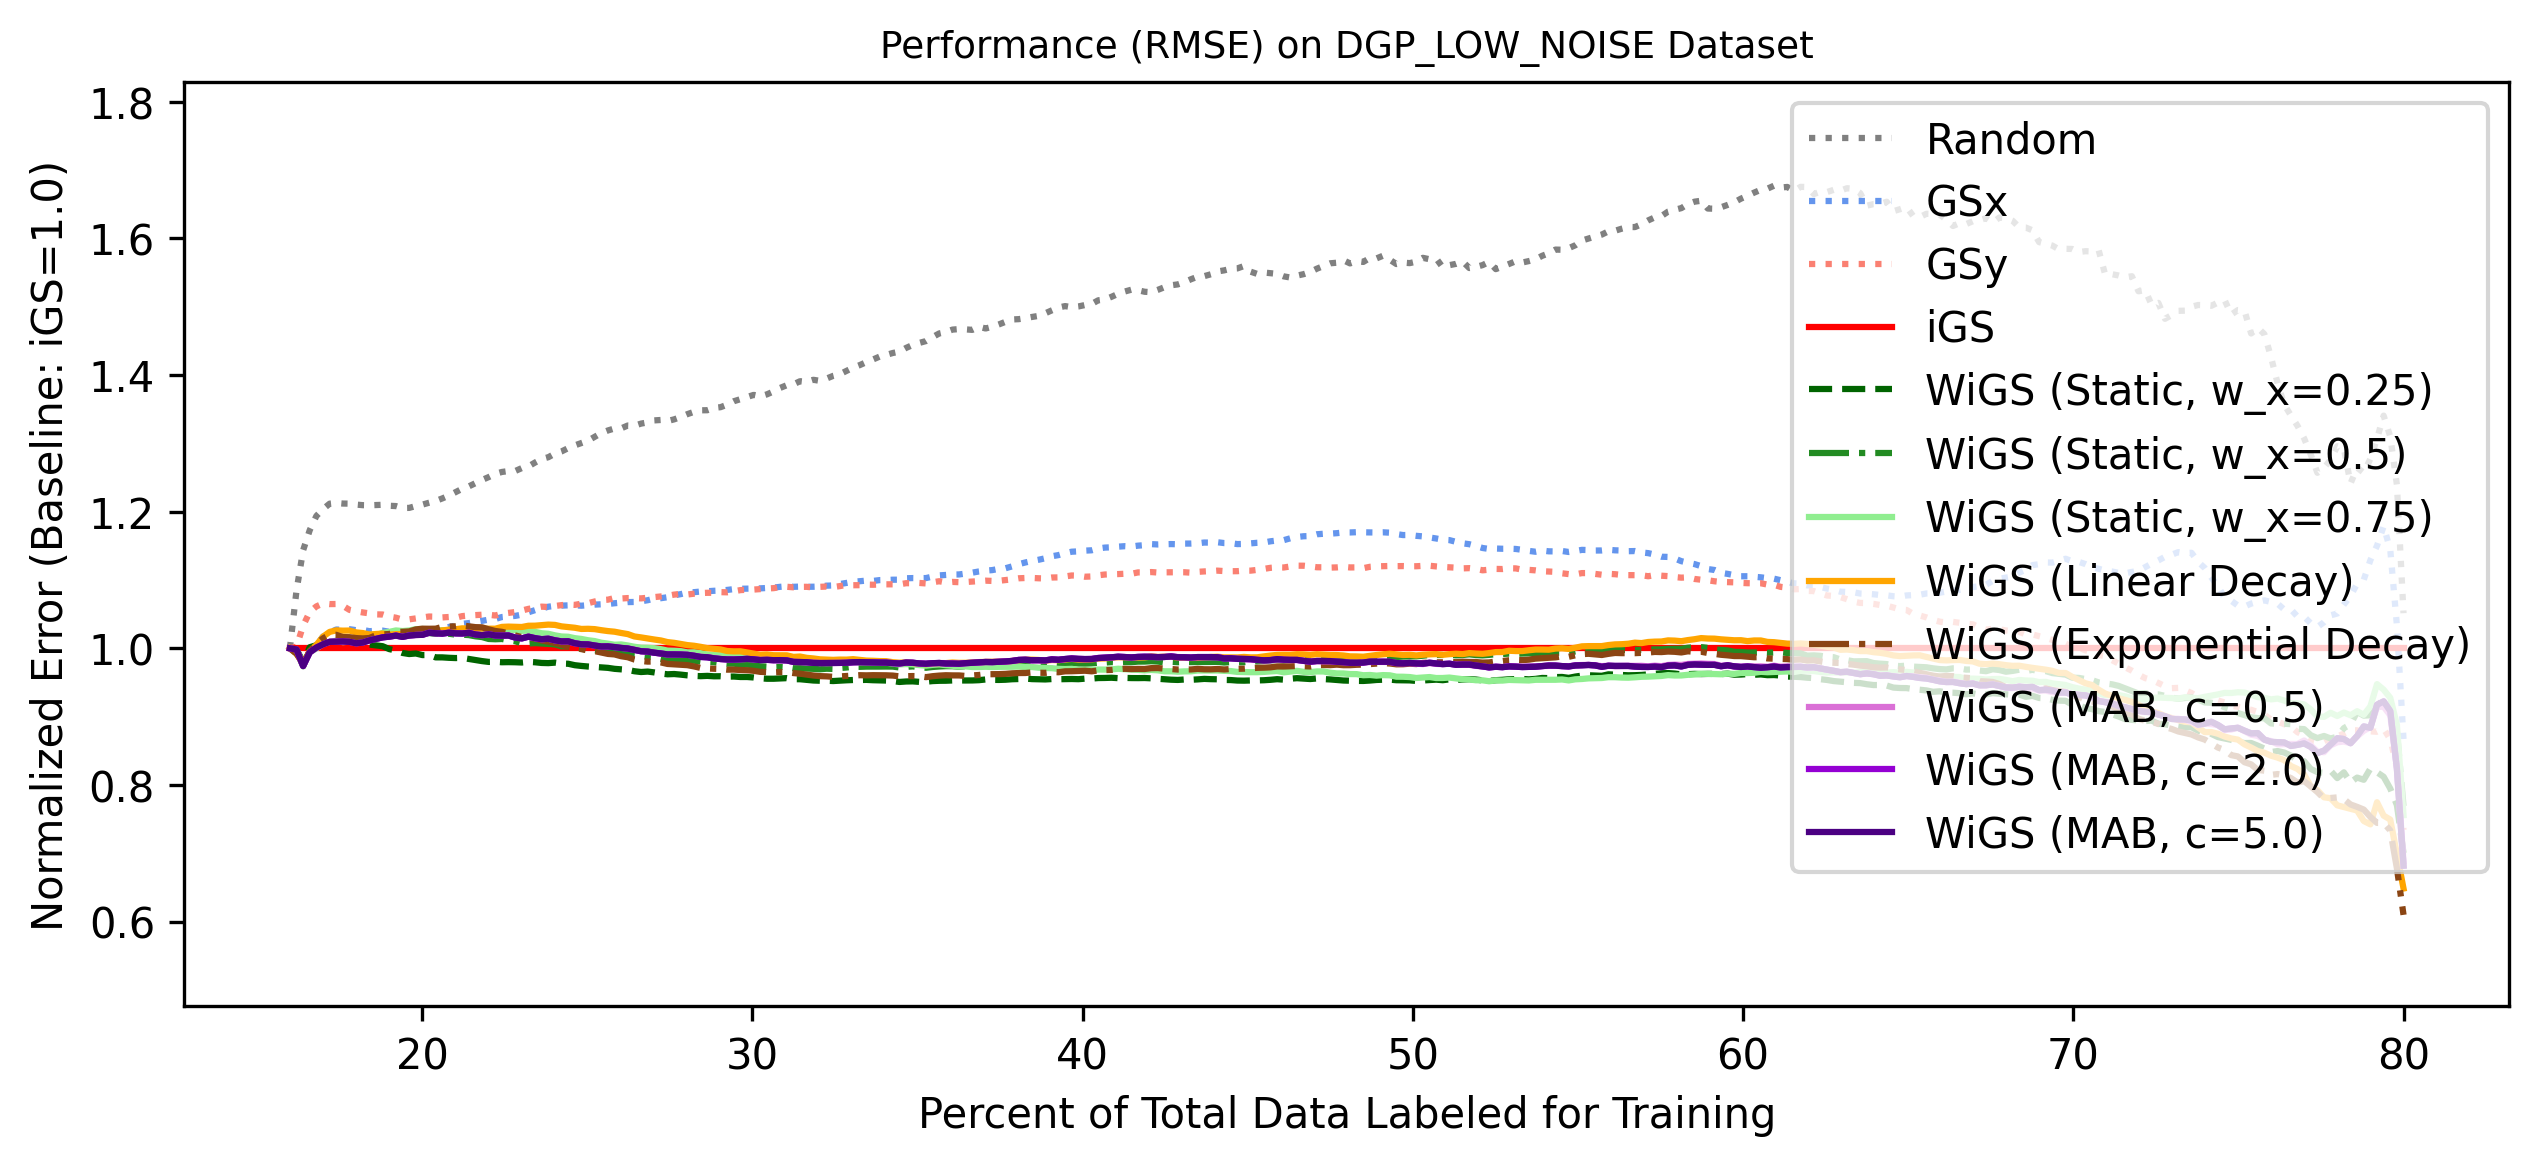 Performance (RMSE) on DGP_LOW_NOISE Dataset
Normalized Error (Baseline: iGS=1.0)
1.8
1.6
1.4
1.2
1.0
0.8
0.6
Random
GSx
GSy
iGS
WiGS (Static, w_x=0.25)
WiGS (Static, w_x=0.5)
WiGS (Static, w_x=0.75)
WiGS (Linear Decay)
WiGS (Exponential Decay)
WiGS (MAB, c=0.5)
WiGS (MAB, c=2.0)
WiGS (MAB, c=5.0)
20 30 40 50 60 70 80
Percent of Total Data Labeled for Training